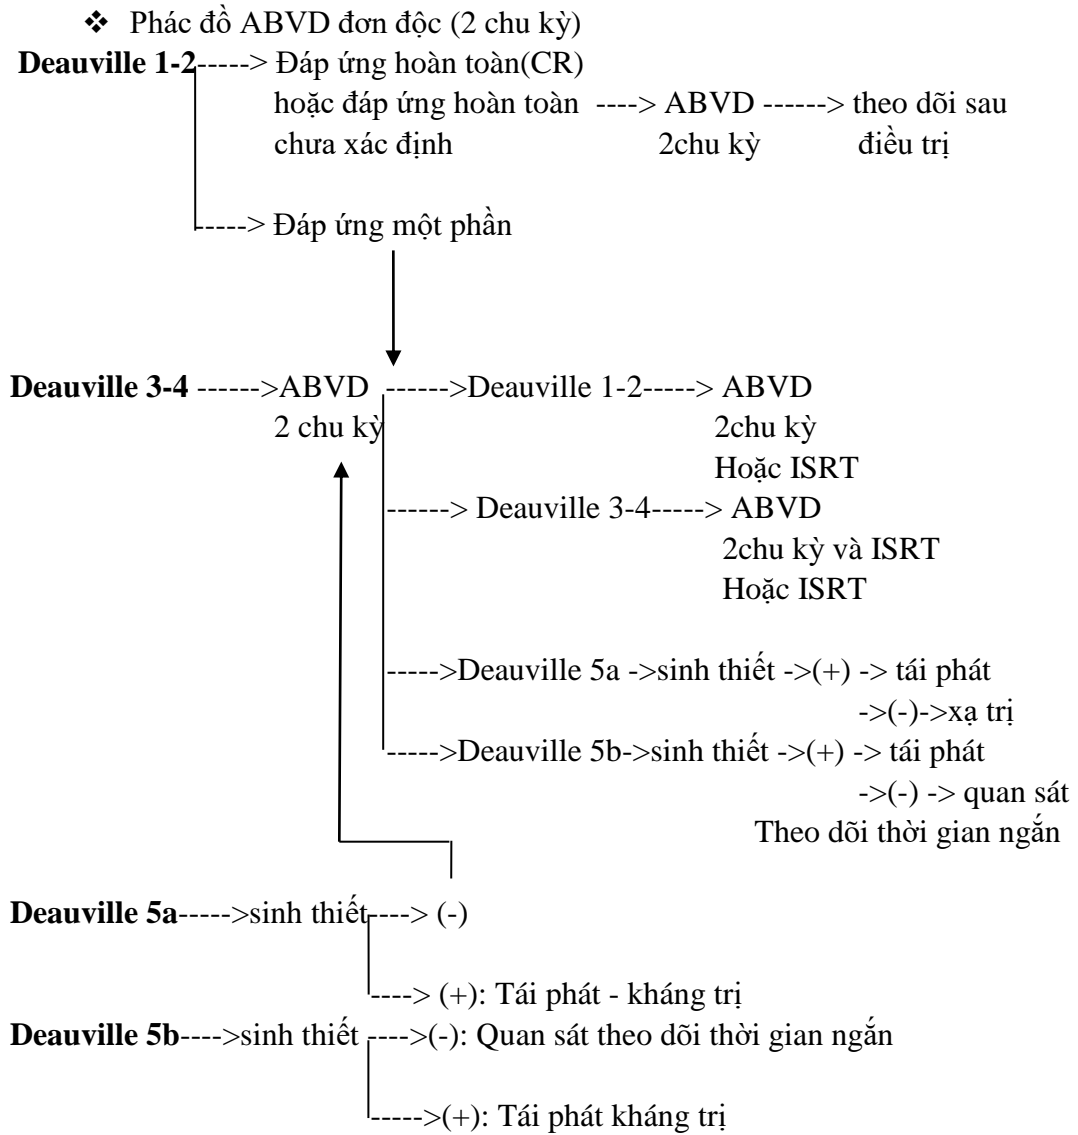 ❖ Phác đồ ABVD đơn độc (2 chu kỳ)
Deauville 1-2-----> Đáp ứng hoàn toàn(CR)
hoặc đáp ứng hoàn toàn ----> ABVD ------> theo dõi sau
chưa xác định 2chu kỳ điều trị
-----> Đáp ứng một phần
Deauville 3-4 ------>ABVD ------>Deauville 1-2-----> ABVD
2 chu kỳ 2chu kỳ
Hoặc ISRT
------> Deauville 3-4-----> ABVD
2chu kỳ và ISRT
Hoặc ISRT
----->Deauville 5a ->sinh thiết ->(+) -> tái phát
->(-)->xạ trị
----->Deauville 5b->sinh thiết ->(+) -> tái phát
->(-) -> quan sát
Theo dõi thời gian ngắn
Deauville 5a----->sinh thiết----> (-)
----> (+): Tái phát - kháng trị
Deauville 5b---->sinh thiết ---->(-): Quan sát theo dõi thời gian ngắn
----->(+): Tái phát kháng trị